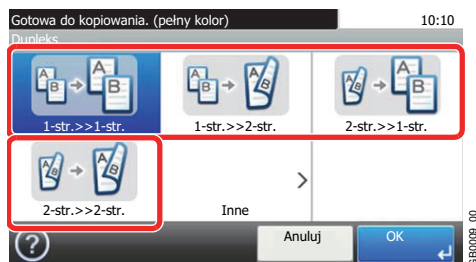 Gotowa do kopiowania. (pełny kolor) 10:10
Dupleks
1-str.>>1-str. 1-str.>>2-str. 2-str.>>1-str.
2-str.>>2-str. Inne
Anuluj OK